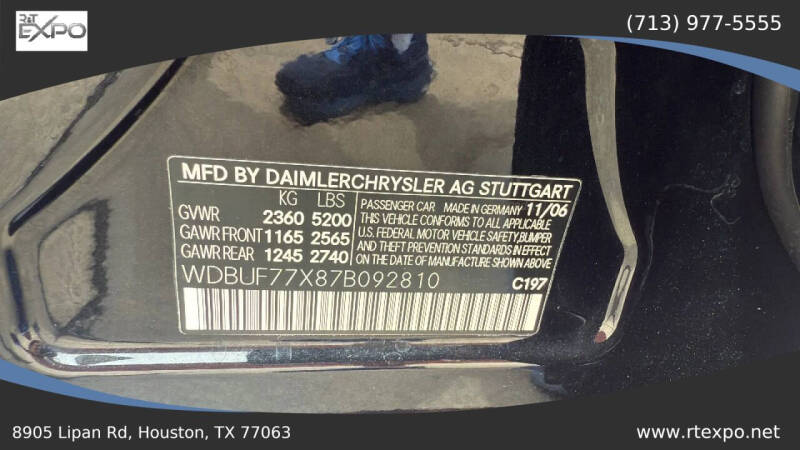 R&T
EXPO
(713) 977-5555
MFD BY DAIMLERCHRYSLER AG STUTTGART
KG LBS
GVWR 2360 5200
GAWR FRONT 1165 2565
GAWR REAR 1245 2740
PASSENGER CAR MADE IN GERMANY 11/06
THIS VEHICLE CONFORMS TO ALL APPLICABLE
U.S. FEDERAL MOTOR VEHICLE SAFETY, BUMPER
AND THEFT PREVENTION STANDARDS IN EFFECT
ON THE DATE OF MANUFACTURE SHOWN ABOVE
WDBUF77X87B092810
C197
8905 Lipan Rd, Houston, TX 77063
www.rtexpo.net